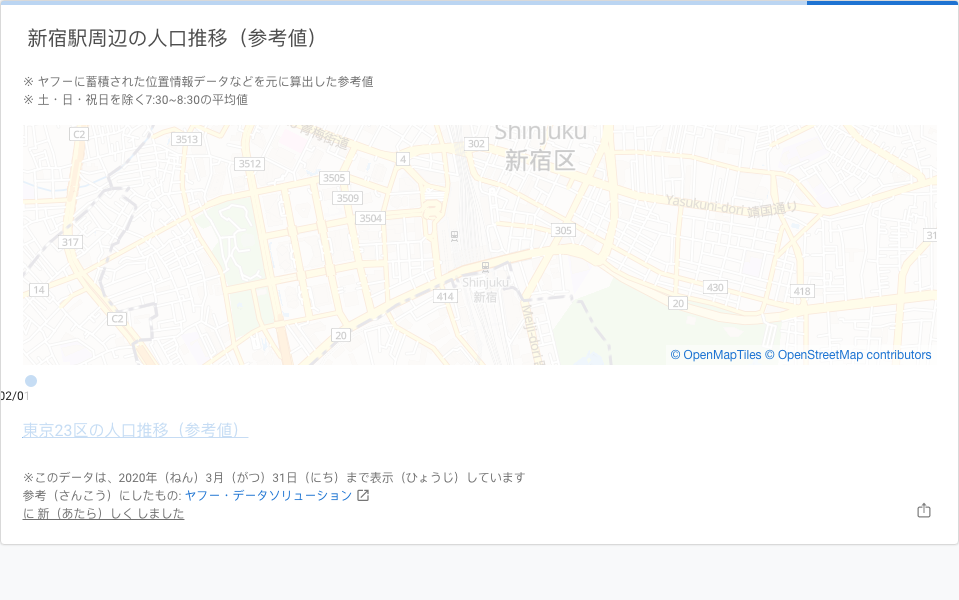 新宿駅周辺の人口推移（参考値）
※ ヤフーに蓄積された位置情報データなどを元に算出した参考値
※ 土・日・祝日を除く7:30~8:30の平均値
Shinjuku
新宿区
C2
3513
青梅街道
302
4
3512
3505
3509
3504
Yasukuni-dori 靖国通り
305
317
31
Shinjuku
新宿
14
414
430
418
20
C2
20
Meiji-dori
© OpenMapTiles © OpenStreetMap contributors
02/01
東京23区の人口推移（参考値）
※このデータは、2020年（ねん）3月（がつ）31日（にち）まで表示（ひょうじ）しています
参考（さんこう）にしたもの: ヤフー・データソリューション
に 新（あたら）しく しました